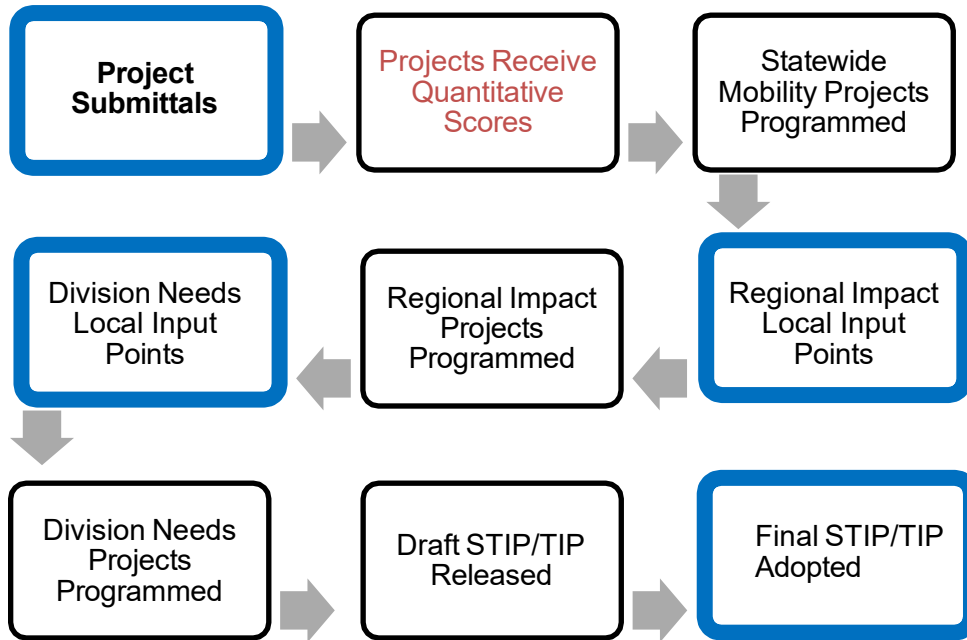 Project
Submittals
Projects Receive
Quantitative
Scores
Statewide
Mobility Projects
Programmed
Regional Impact
Local Input
Points
Regional Impact
Projects
Programmed
Division Needs
Local Input
Points
Division Needs
Projects
Programmed
Draft STIP/TIP
Released
Final STIP/TIP
Adopted